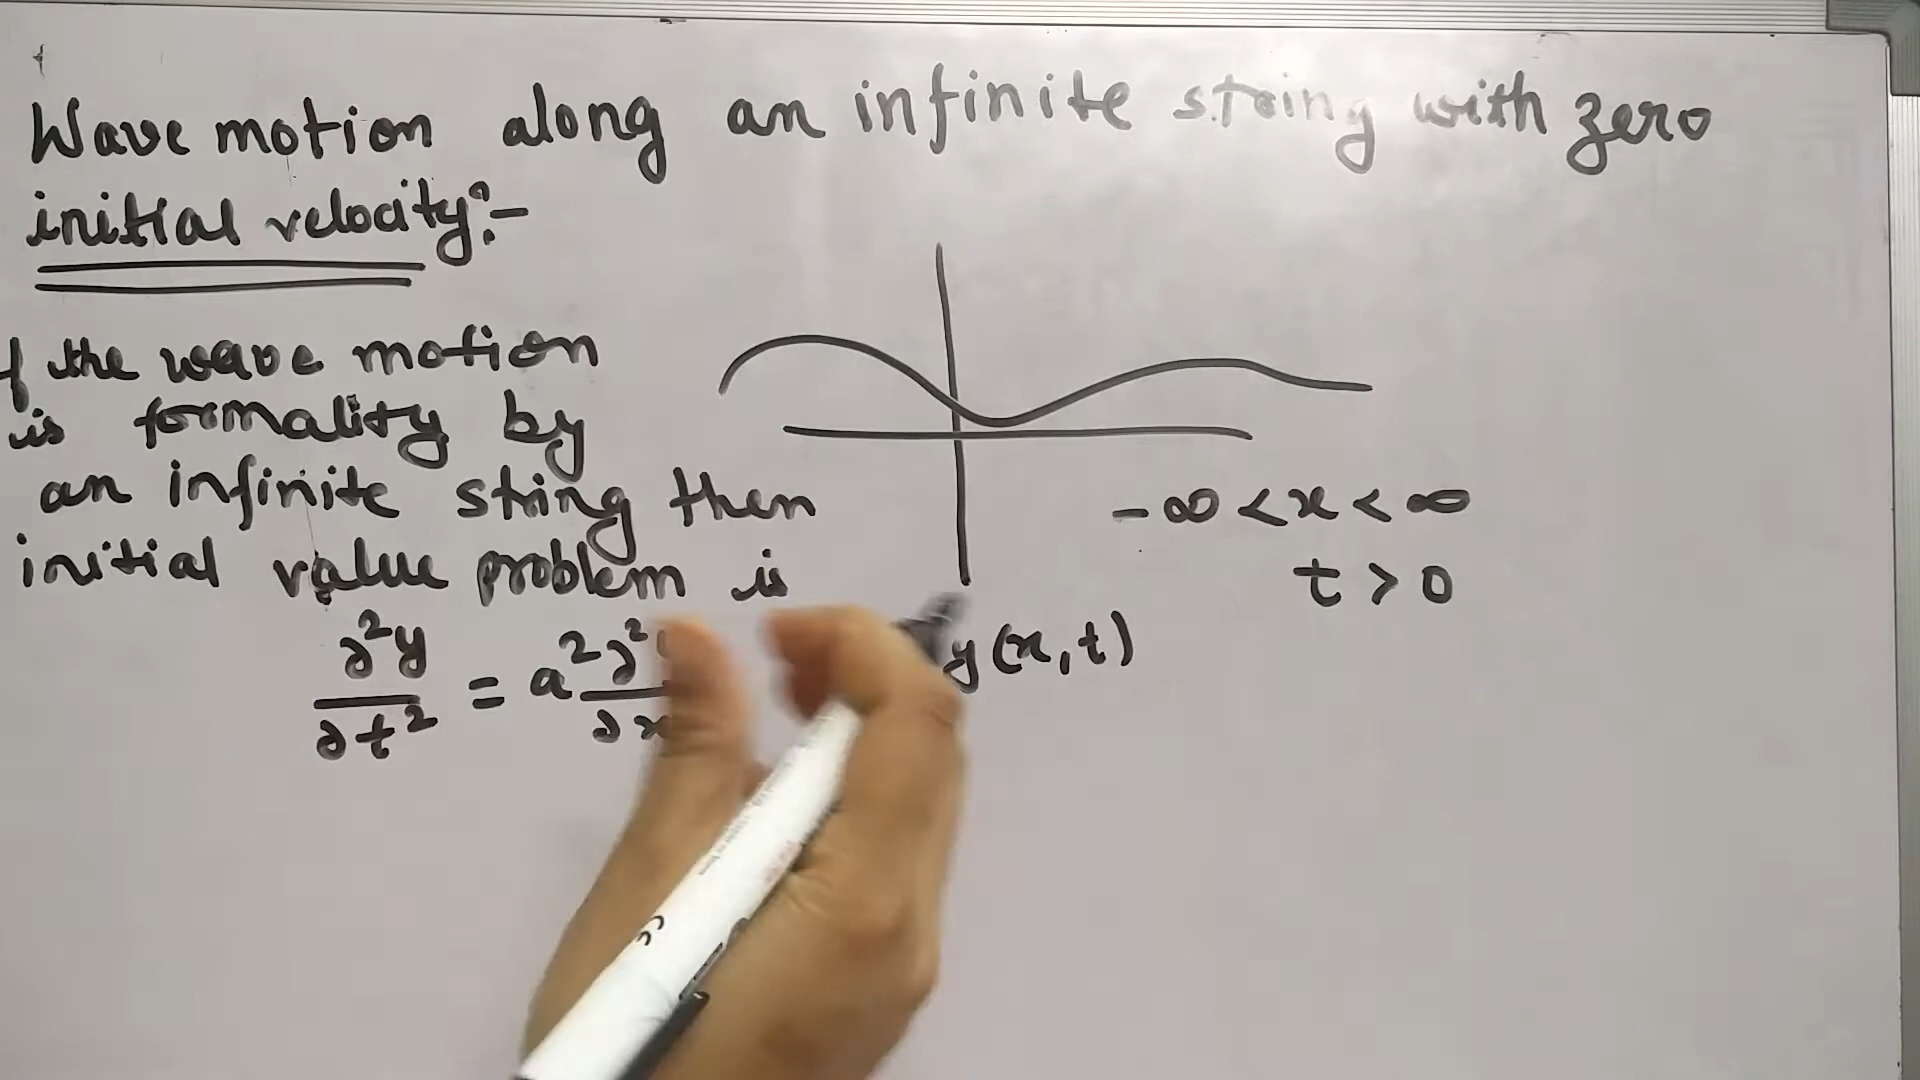 Wave motion along an infinite string with zero
initial velocity:-
f the wave motion
is formality by
an infinite string then
initial value problem is
-∞ < x < ∞
t > 0
∂²y/∂t² = a² ∂²
∂x
y(x,t)